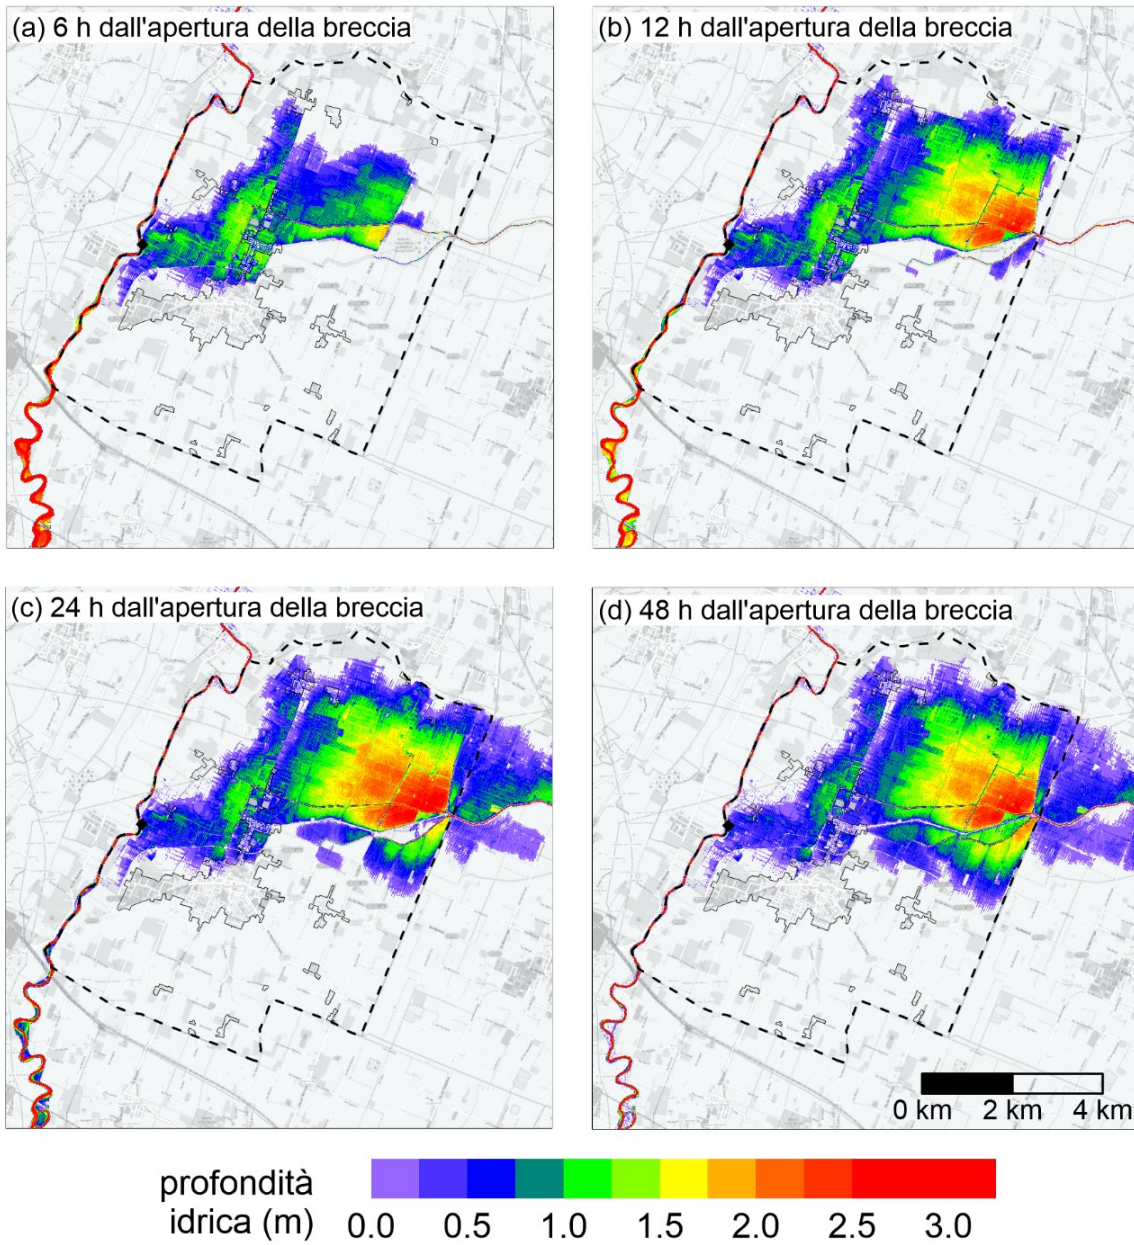 (a) 6 h dall'apertura della breccia
(b) 12 h dall'apertura della breccia
(c) 24 h dall'apertura della breccia
(d) 48 h dall'apertura della breccia
0 km 2 km 4 km
profondità
idrica (m)
0.0 0.5 1.0 1.5 2.0 2.5 3.0